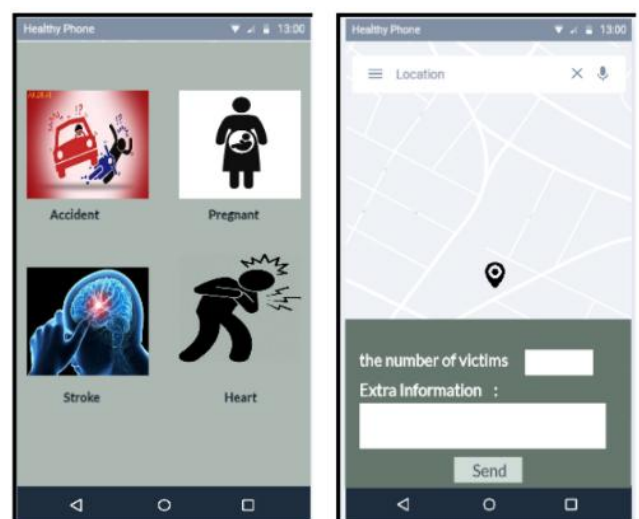 Healthy Phone 13:00
Accident Pregnant
Stroke Heart
Healthy Phone 13:00
Location
the number of victims
Extra Information :
Send